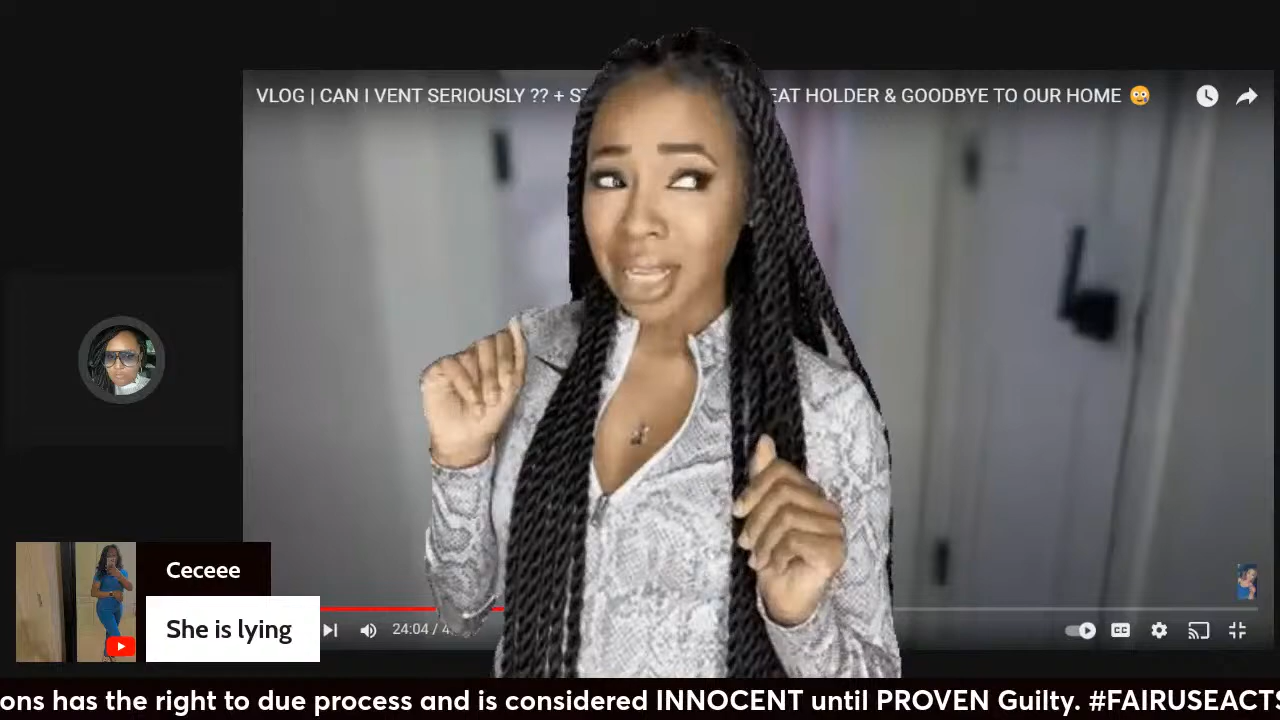 VLOG | CAN I VENT SERIOUSLY ?? + S EAT HOLDER & GOODBYE TO OUR HOME 😢
Ceceee
She is lying
24:04 / 4
CC
ons has the right to due process and is considered INNOCENT until PROVEN Guilty. #FAIRUSEACTS